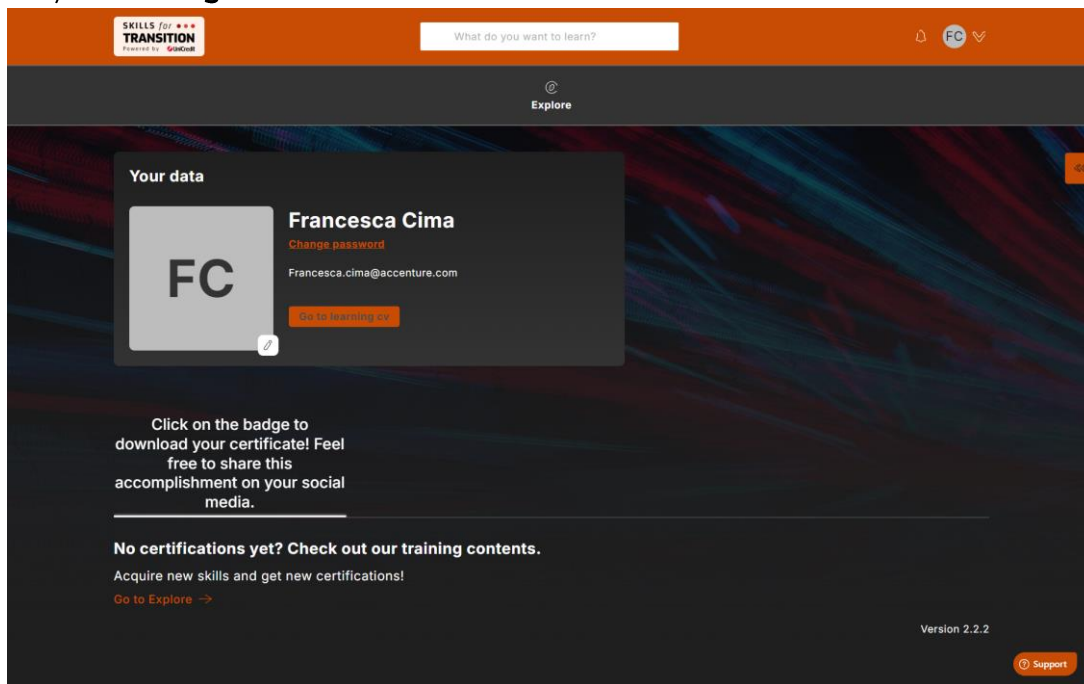 SKILLS for
TRANSITION
Powered by UniCredit
What do you want to learn?
FC
Explore
Your data
FC
Francesca Cima
Change password
Francesca.cima@accenture.com
Go to learning cv
Click on the badge to
download your certificate! Feel
free to share this
accomplishment on your social
media.
No certifications yet? Check out our training contents.
Acquire new skills and get new certifications!
Go to Explore →
Version 2.2.2
Support